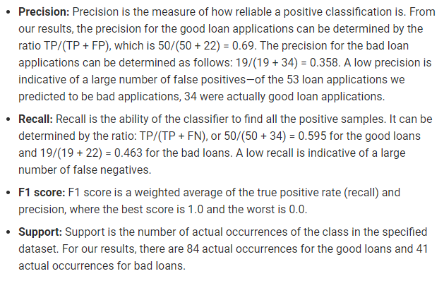 • Precision: Precision is the measure of how reliable a positive classification is. From
our results, the precision for the good loan applications can be determined by the
ratio TP/(TP + FP), which is 50/(50 + 22) = 0.69. The precision for the bad loan
applications can be determined as follows: 19/(19 + 34) = 0.358. A low precision is
indicative of a large number of false positives—of the 53 loan applications we
predicted to be bad applications, 34 were actually good loan applications.
• Recall: Recall is the ability of the classifier to find all the positive samples. It can be
determined by the ratio: TP/(TP + FN), or 50/(50 + 34) = 0.595 for the good loans
and 19/(19 + 22) = 0.463 for the bad loans. A low recall is indicative of a large
number of false negatives.
• F1 score: F1 score is a weighted average of the true positive rate (recall) and
precision, where the best score is 1.0 and the worst is 0.0.
• Support: Support is the number of actual occurrences of the class in the specified
dataset. For our results, there are 84 actual occurrences for the good loans and 41
actual occurrences for bad loans.